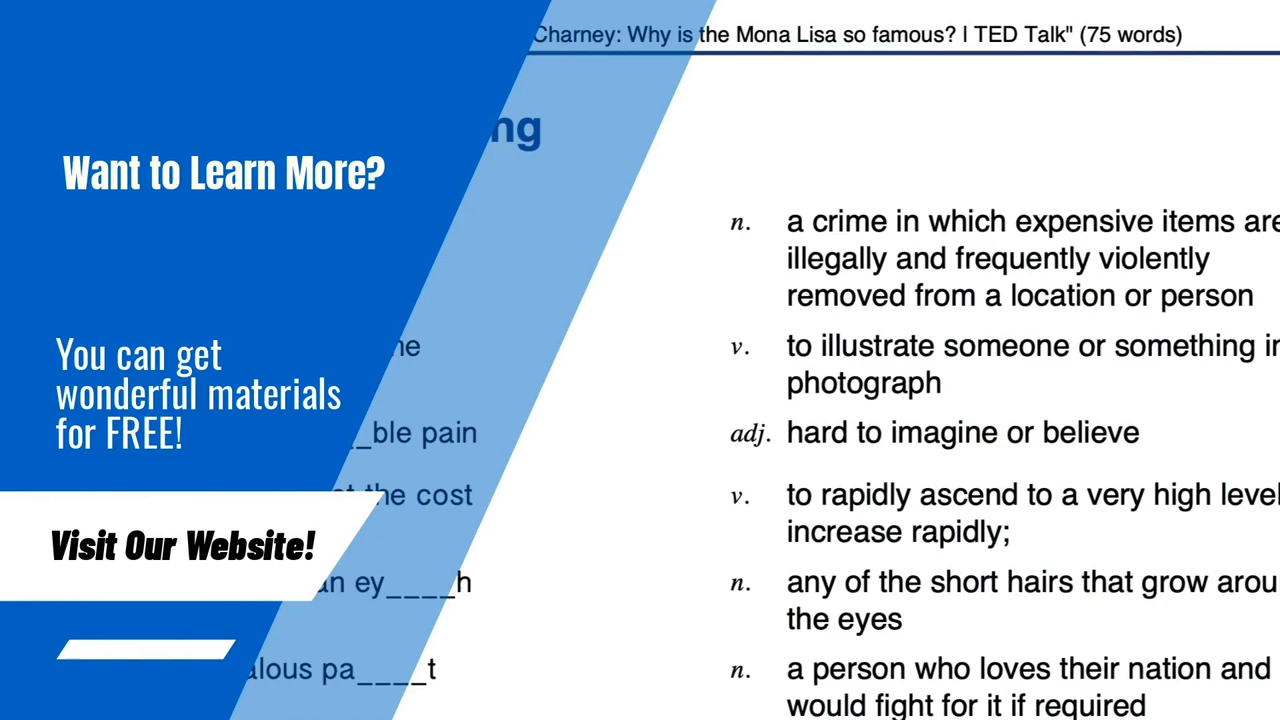 Charney: Why is the Mona Lisa so famous? | TED Talk" (75 words)
ng
Want to Learn More?
You can get
wonderful materials
for FREE!
Visit Our Website!
n. a crime in which expensive items are
illegally and frequently violently
removed from a location or person
ne
v. to illustrate someone or something in
photograph
_ble pain
adj. hard to imagine or believe
the cost
v. to rapidly ascend to a very high level
increase rapidly;
an ey____h
n. any of the short hairs that grow arou
the eyes
alous pa____t
n. a person who loves their nation and
would fight for it if required